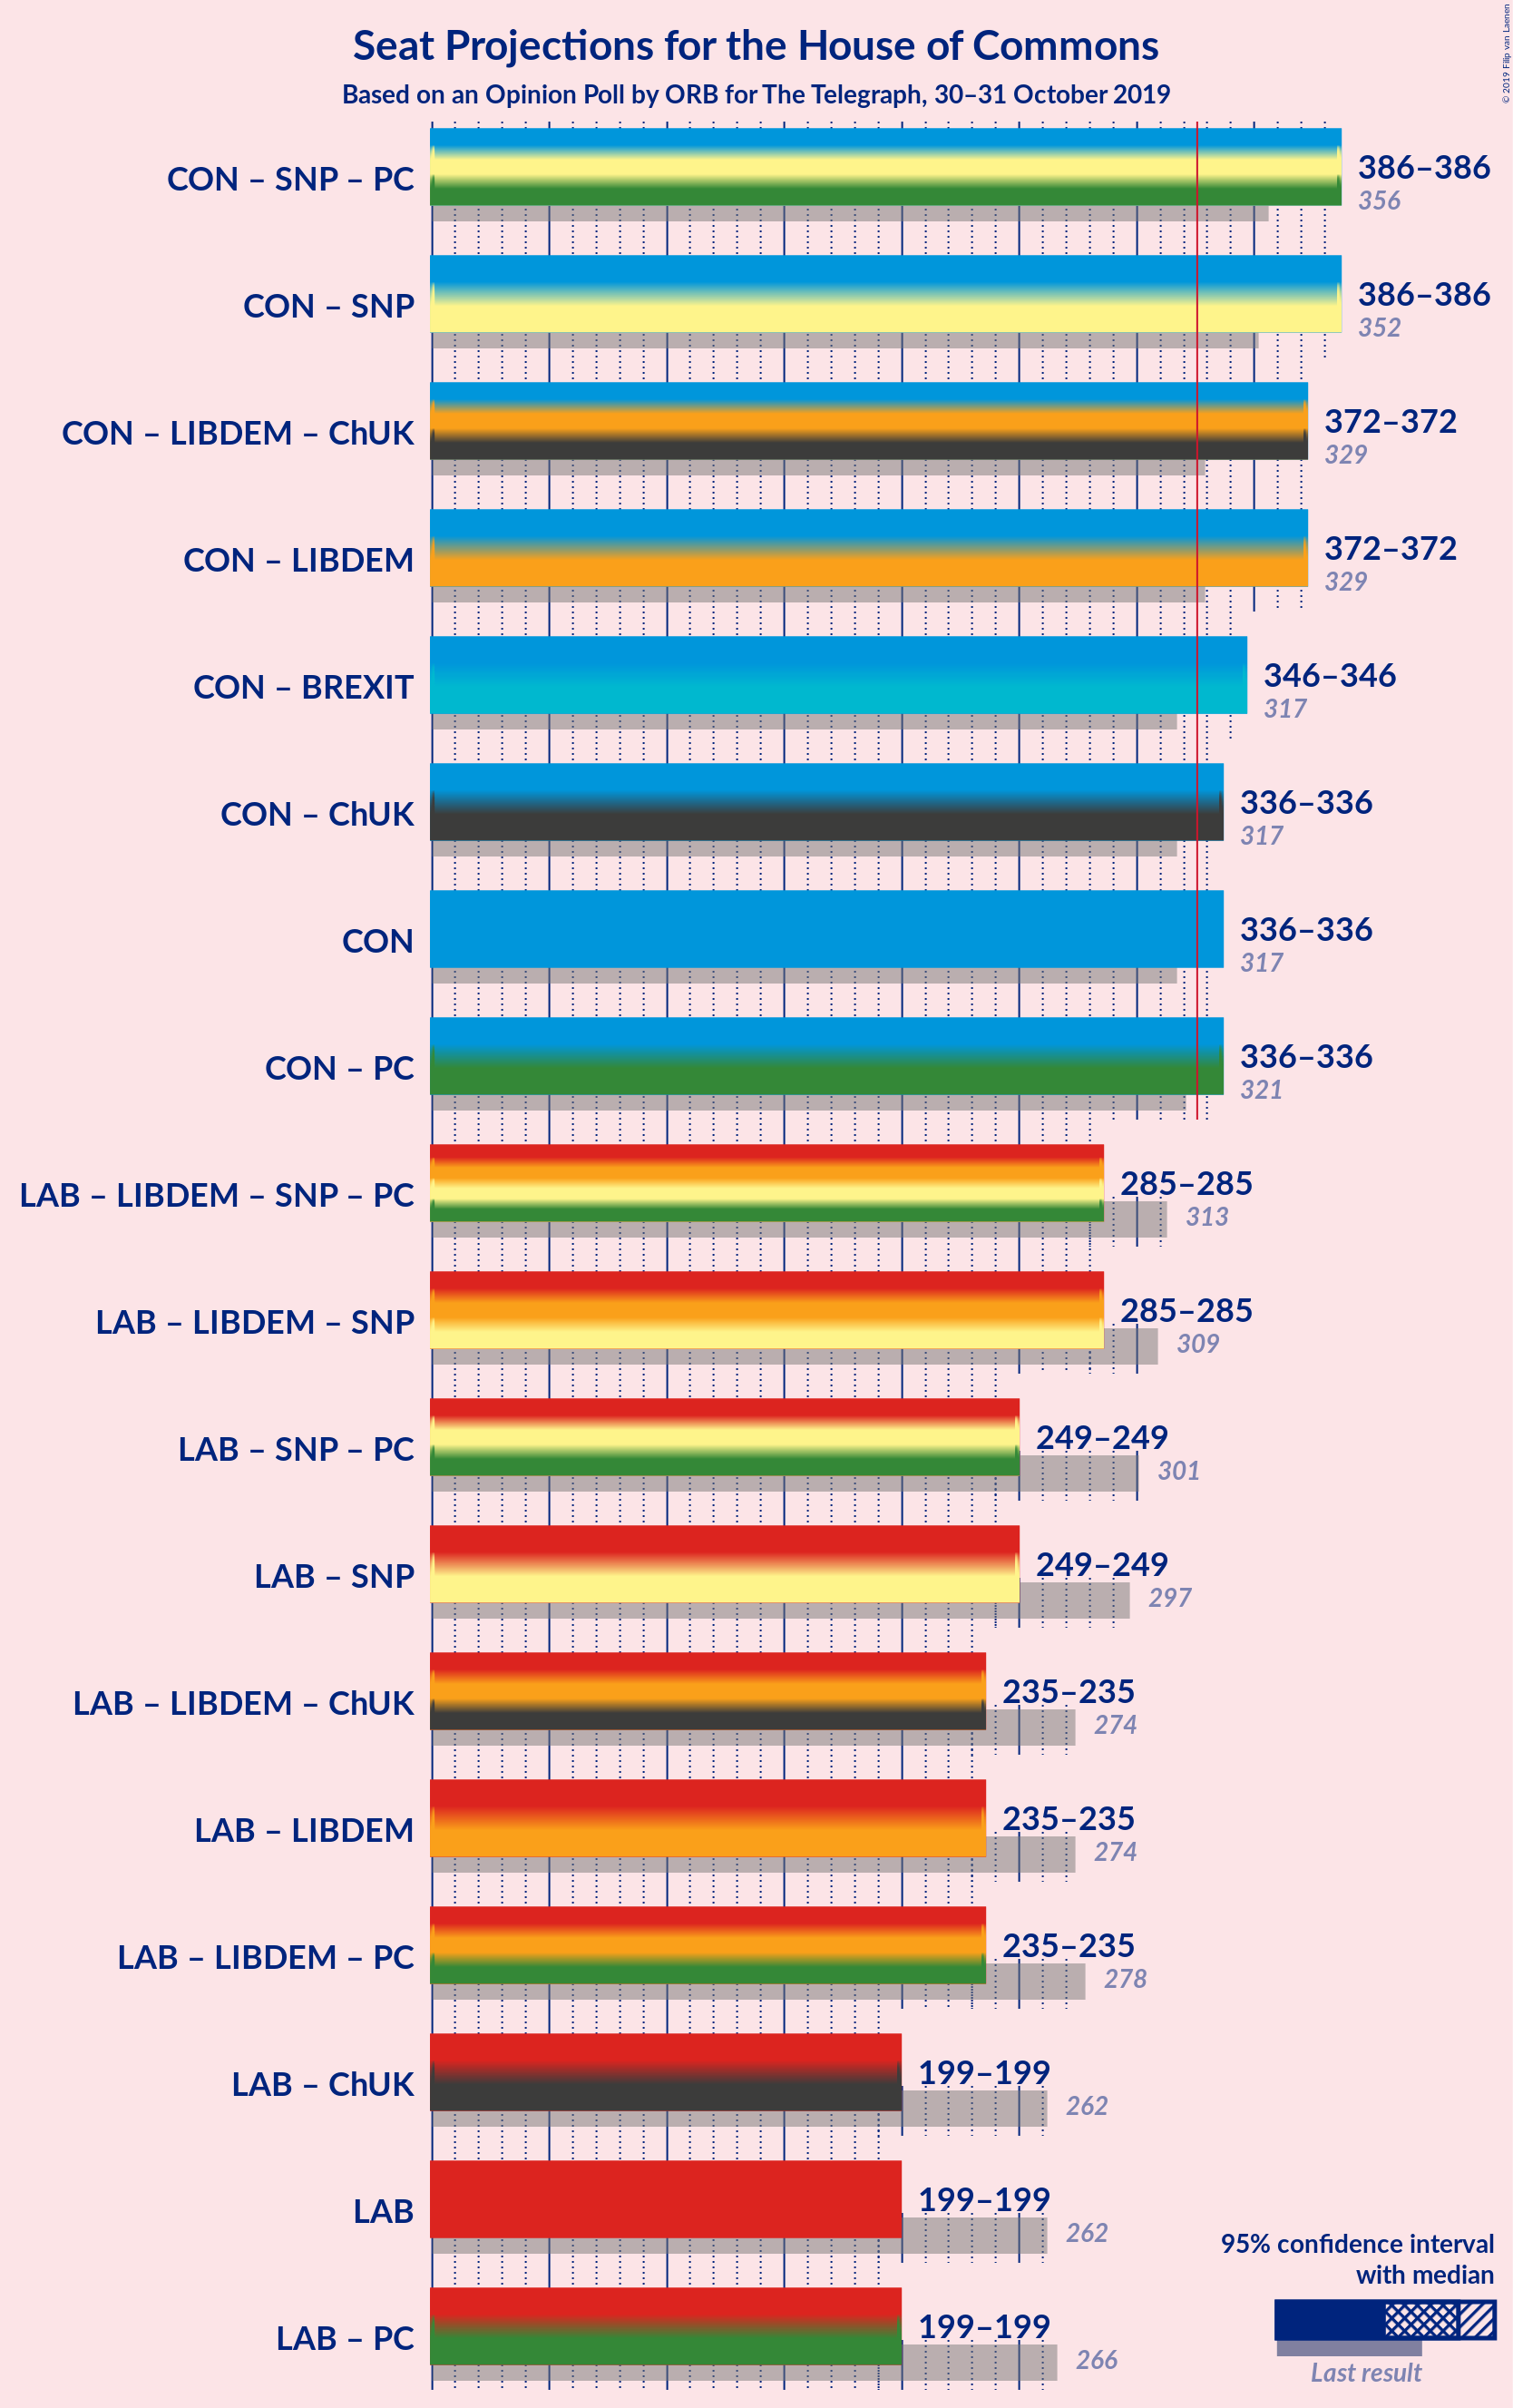 Seat Projections for the House of Commons
Based on an Opinion Poll by ORB for The Telegraph, 30–31 October 2019
© 2019 Filip van Laenen
CON – SNP – PC
386–386
356
CON – SNP
386–386
352
CON – LIBDEM – ChUK
372–372
329
CON – LIBDEM
372–372
329
CON – BREXIT
346–346
317
CON – ChUK
336–336
317
CON
336–336
317
CON – PC
336–336
321
LAB – LIBDEM – SNP – PC
285–285
313
LAB – LIBDEM – SNP
285–285
309
LAB – SNP – PC
249–249
301
LAB – SNP
249–249
297
LAB – LIBDEM – ChUK
235–235
274
LAB – LIBDEM
235–235
274
LAB – LIBDEM – PC
235–235
278
LAB – ChUK
199–199
262
LAB
199–199
262
LAB – PC
199–199
266
95% confidence interval
with median
Last result